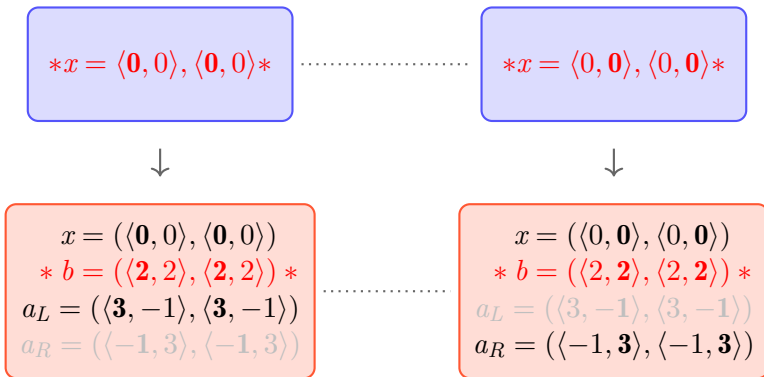 ∗x = ⟨0, 0⟩, ⟨0, 0⟩∗
∗x = ⟨0, 0⟩, ⟨0, 0⟩∗
x = (⟨0, 0⟩, ⟨0, 0⟩)
∗ b = (⟨2, 2⟩, ⟨2, 2⟩) ∗
a_L = (⟨3, −1⟩, ⟨3, −1⟩)
a_R = (⟨−1, 3⟩, ⟨−1, 3⟩)
x = (⟨0, 0⟩, ⟨0, 0⟩)
∗ b = (⟨2, 2⟩, ⟨2, 2⟩) ∗
a_L = (⟨3, −1⟩, ⟨3, −1⟩)
a_R = (⟨−1, 3⟩, ⟨−1, 3⟩)